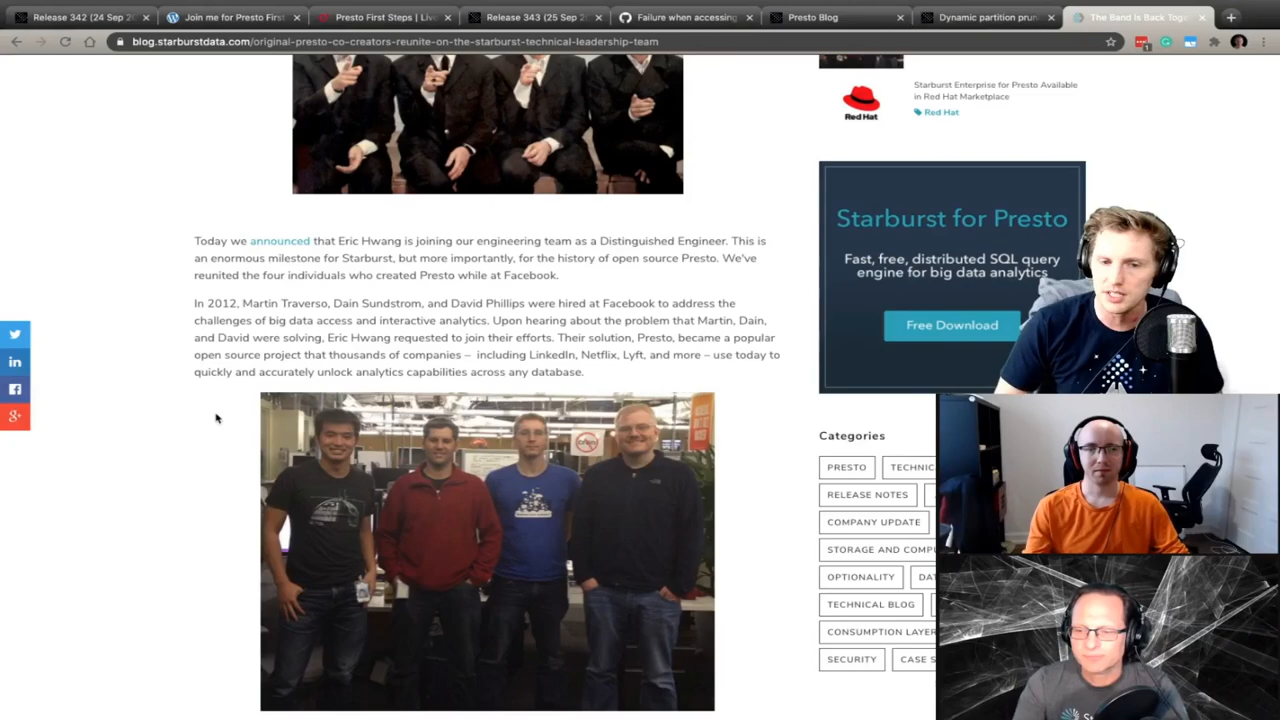 Release 342 (24 Sep 20
Join me for Presto First
Presto First Steps | Live
Release 343 (25 Sep 2
Failure when accessing
Presto Blog
Dynamic partition prun
The Band Is Back Toge
blog.starburstdata.com/original-presto-co-creators-reunite-on-the-starburst-technical-leadership-team
Starburst Enterprise for Presto Available
in Red Hat Marketplace
Red Hat
Red Hat
Today we announced that Eric Hwang is joining our engineering team as a Distinguished Engineer. This is
an enormous milestone for Starburst, but more importantly, for the history of open source Presto. We've
reunited the four individuals who created Presto while at Facebook.
In 2012, Martin Traverso, Dain Sundstrom, and David Phillips were hired at Facebook to address the
challenges of big data access and interactive analytics. Upon hearing about the problem that Martin, Dain,
and David were solving, Eric Hwang requested to join their efforts. Their solution, Presto, became a popular
open source project that thousands of companies – including LinkedIn, Netflix, Lyft, and more – use today to
quickly and accurately unlock analytics capabilities across any database.
Starburst for Presto
Fast, free, distributed SQL query
engine for big data analytics
Free Download
Categories
PRESTO
TECHNIC
RELEASE NOTES
COMPANY UPDATE
STORAGE AND COMPU
OPTIONALITY
DAT
TECHNICAL BLOG
CONSUMPTION LAYER
SECURITY
CASE S